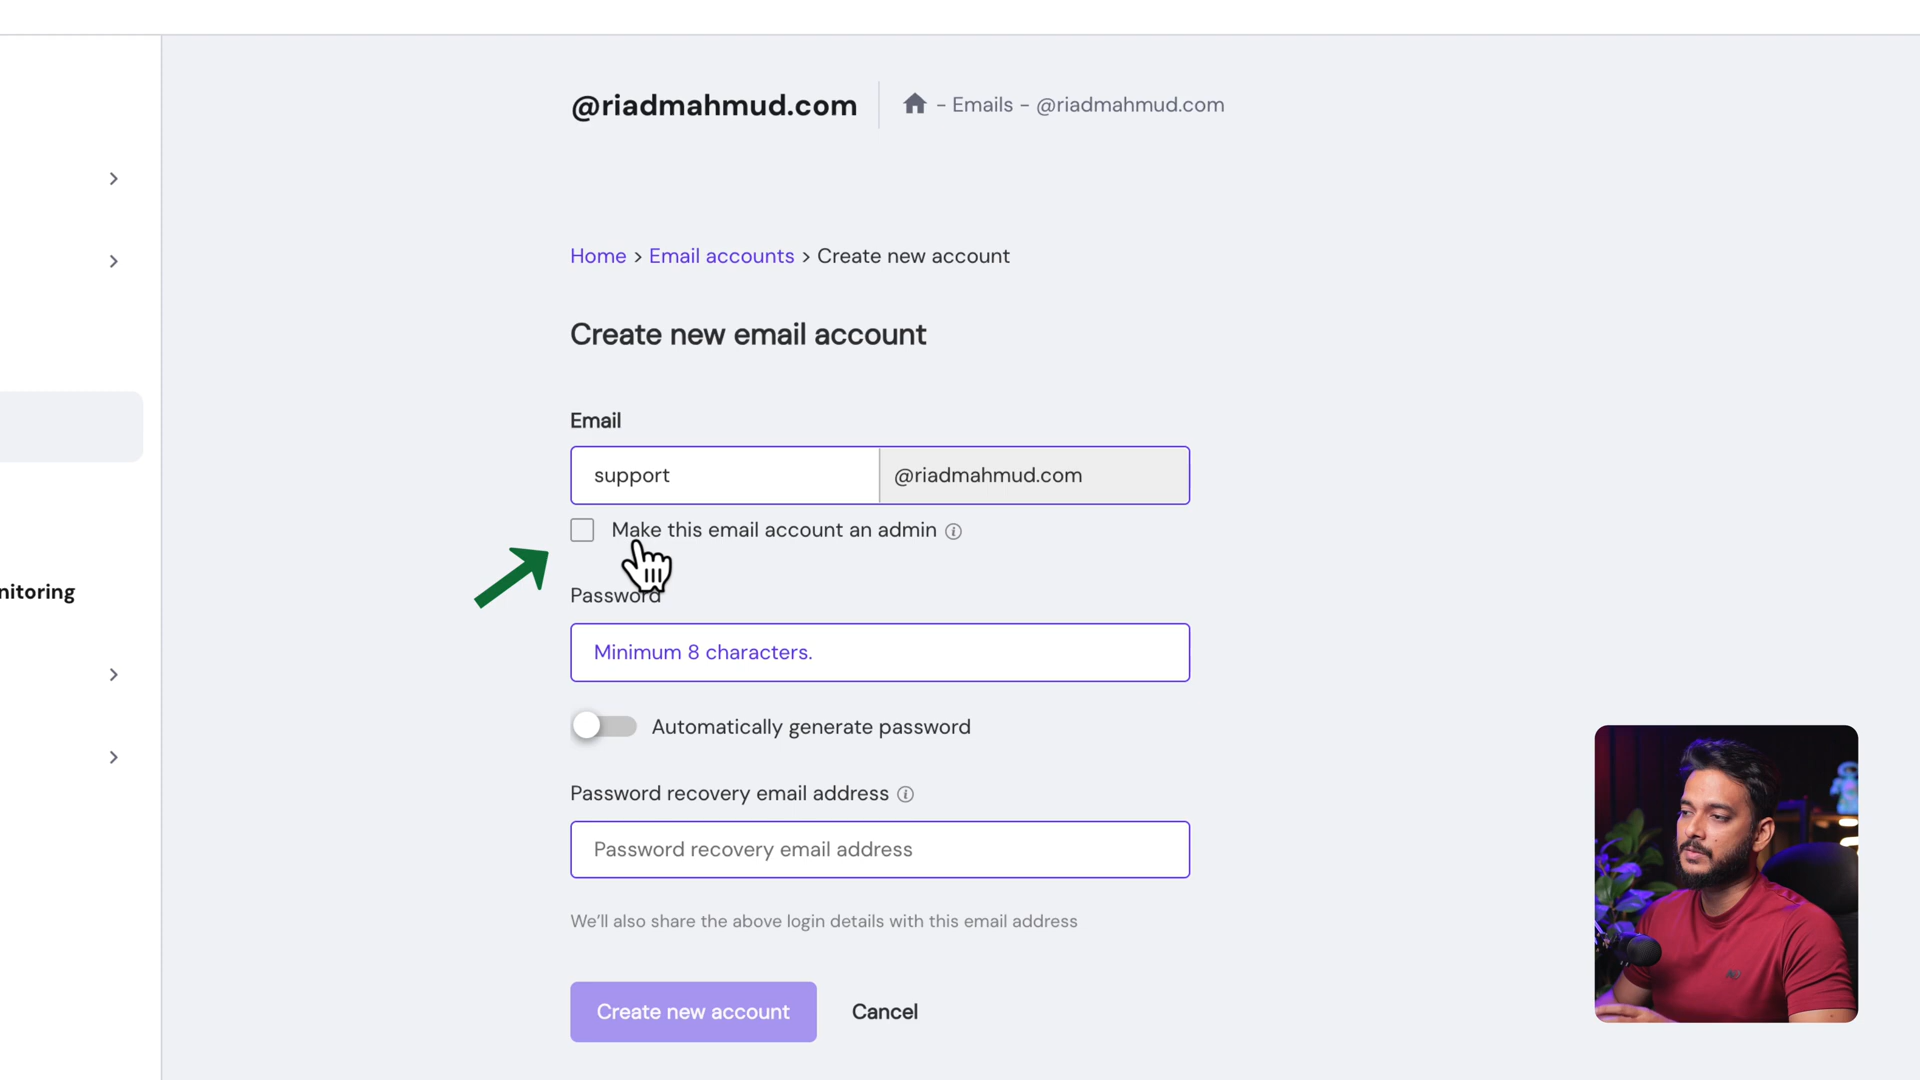 @riadmahmud.com
- Emails - @riadmahmud.com
Home > Email accounts > Create new account
Create new email account
Email
support
@riadmahmud.com
Make this email account an admin
nitoring
Password
Minimum 8 characters.
Automatically generate password
Password recovery email address
Password recovery email address
We'll also share the above login details with this email address
Create new account
Cancel